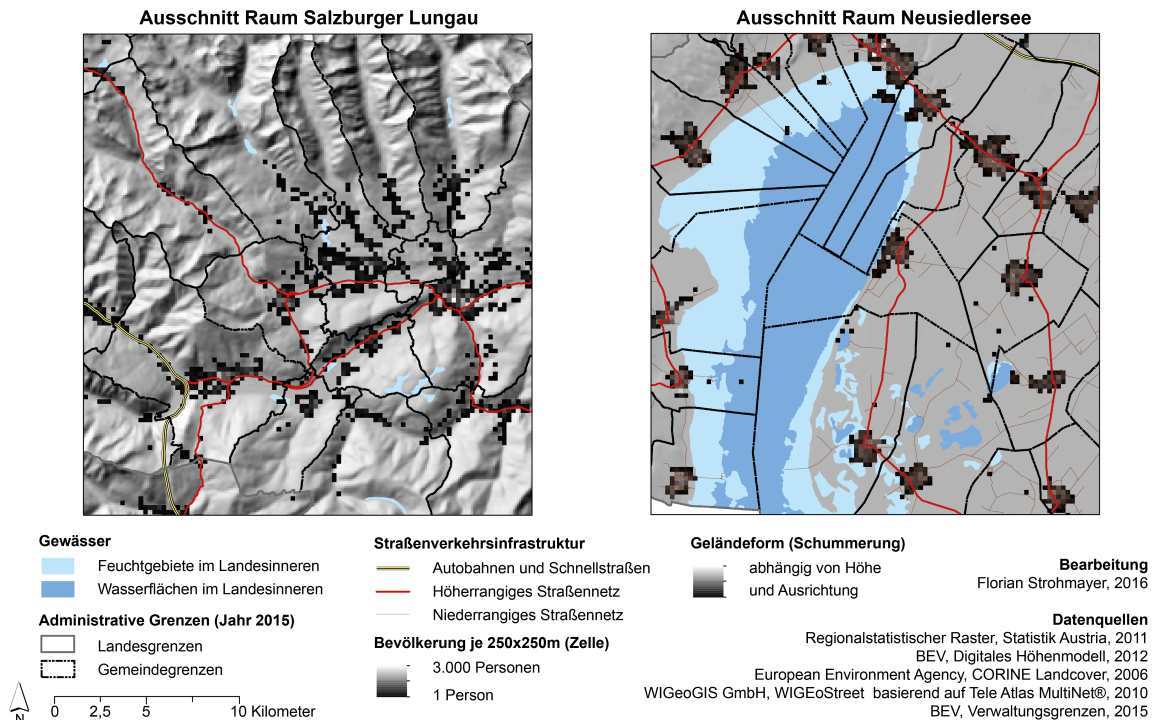 Ausschnitt Raum Salzburger Lungau
Ausschnitt Raum Neusiedlersee
Gewässer
Feuchtgebiete im Landesinneren
Wasserflächen im Landesinneren
Administrative Grenzen (Jahr 2015)
Landesgrenzen
Gemeindegrenzen
N
0 2,5 5 10 Kilometer
Straßenverkehrsinfrastruktur
Autobahnen und Schnellstraßen
Höherrangiges Straßennetz
Niederrangiges Straßennetz
Bevölkerung je 250x250m (Zelle)
3.000 Personen
1 Person
Geländeform (Schummerung)
abhängig von Höhe
und Ausrichtung
Bearbeitung
Florian Strohmayer, 2016
Datenquellen
Regionalstatistischer Raster, Statistik Austria, 2011
BEV, Digitales Höhenmodell, 2012
European Environment Agency, CORINE Landcover, 2006
WIGeoGIS GmbH, WIGEoStreet basierend auf Tele Atlas MultiNet®, 2010
BEV, Verwaltungsgrenzen, 2015